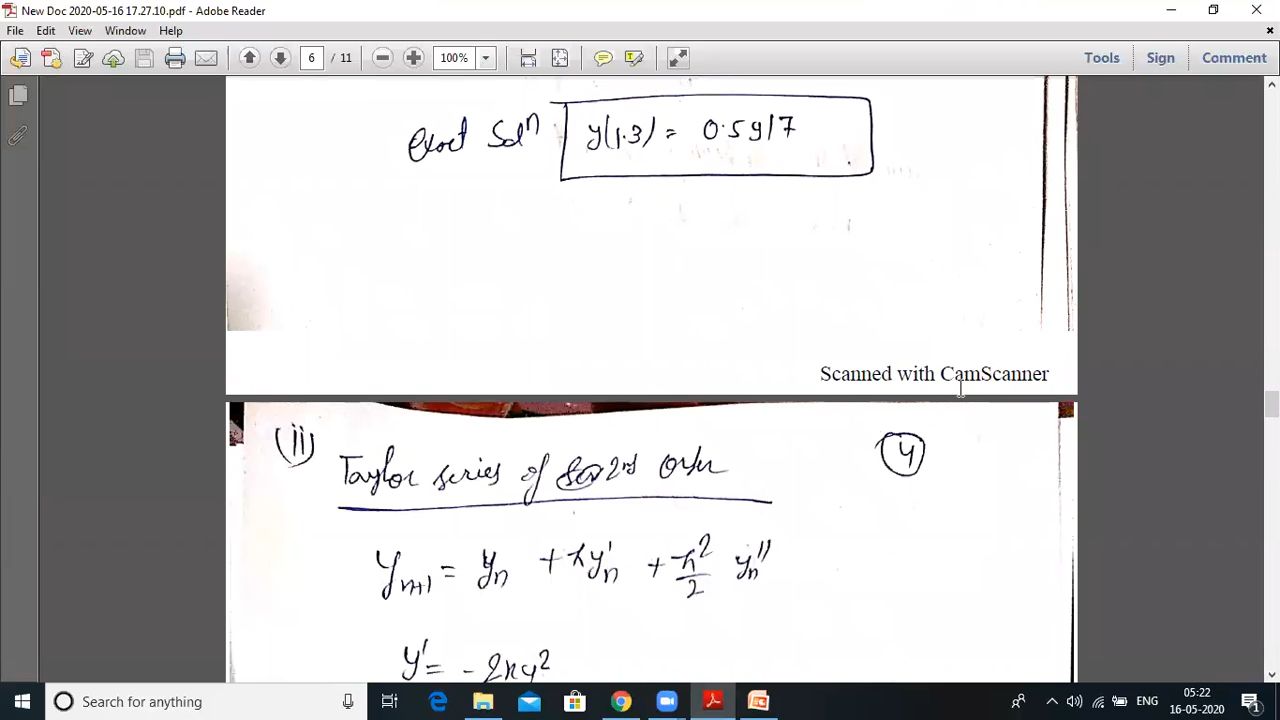 New Doc 2020-05-16 17.27.10.pdf - Adobe Reader
File Edit View Window Help
6 / 11 100% Tools Sign Comment
Exact Solⁿ y(1.3) = 0.5917
Scanned with CamScanner
(ii) Taylor series of 2nd order 4
yₙ₊₁ = yₙ + hy'ₙ + h²/2 yₙ''
y' = -2xy²
Search for anything
ENG 05:22
16-05-2020